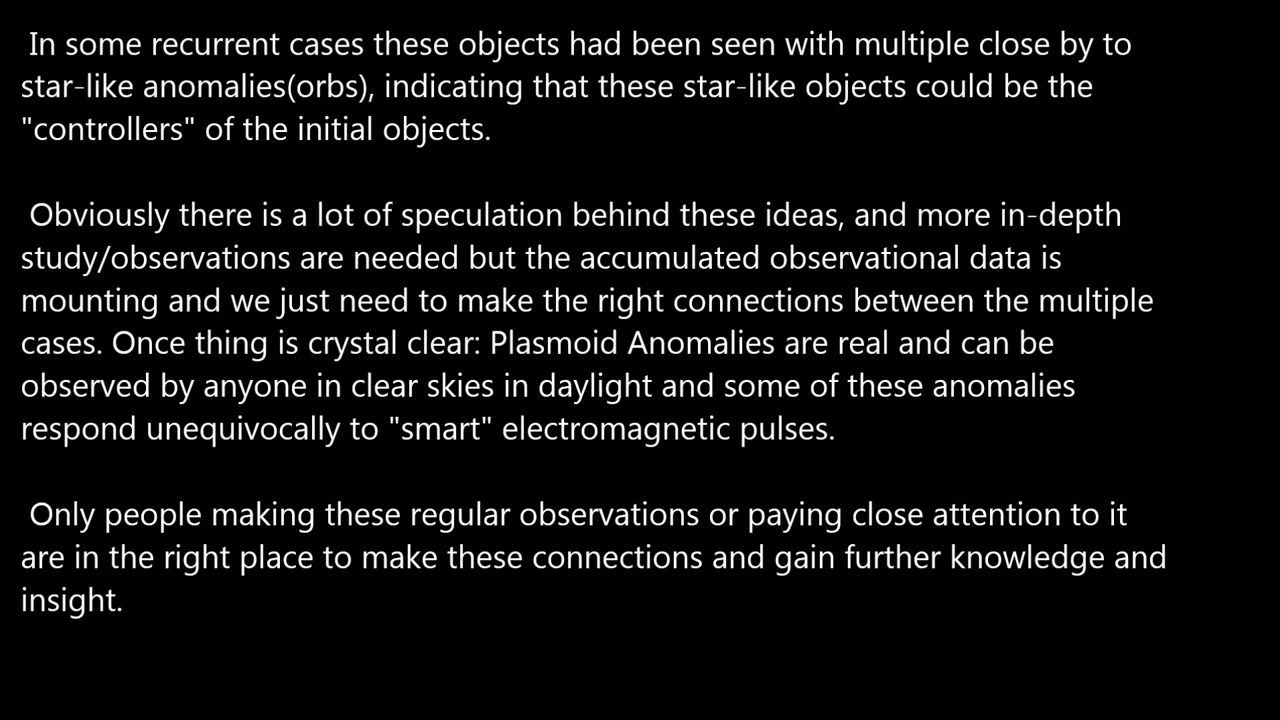 In some recurrent cases these objects had been seen with multiple close by to
star-like anomalies(orbs), indicating that these star-like objects could be the
"controllers" of the initial objects.
Obviously there is a lot of speculation behind these ideas, and more in-depth
study/observations are needed but the accumulated observational data is
mounting and we just need to make the right connections between the multiple
cases. Once thing is crystal clear: Plasmoid Anomalies are real and can be
observed by anyone in clear skies in daylight and some of these anomalies
respond unequivocally to "smart" electromagnetic pulses.
Only people making these regular observations or paying close attention to it
are in the right place to make these connections and gain further knowledge and
insight.